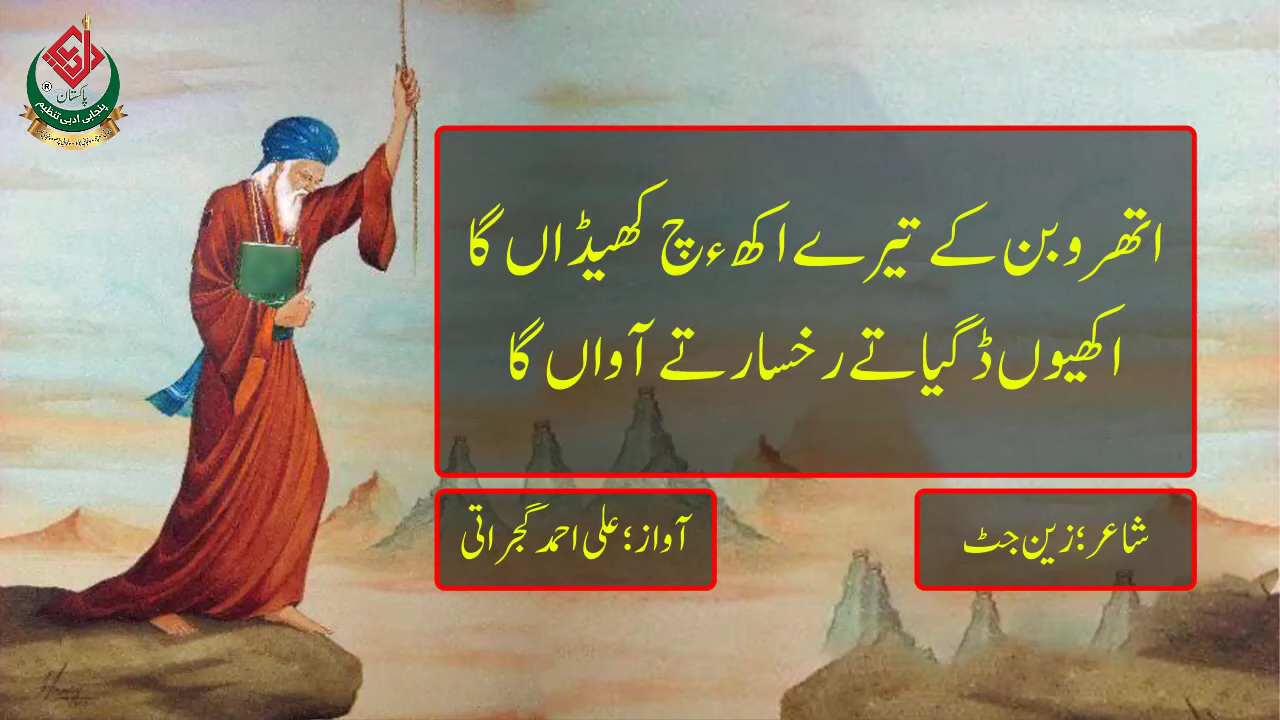 پاکستان
®
پنجابی ادبی تنظیم
اتھرو بن کے تیرے اکھ ءچ کھیڈاں گا
اکھیوں ڈگیا تے رخسار تے آواں گا
شاعر؛ زین جٹ
آواز؛ علی احمد گجراتی